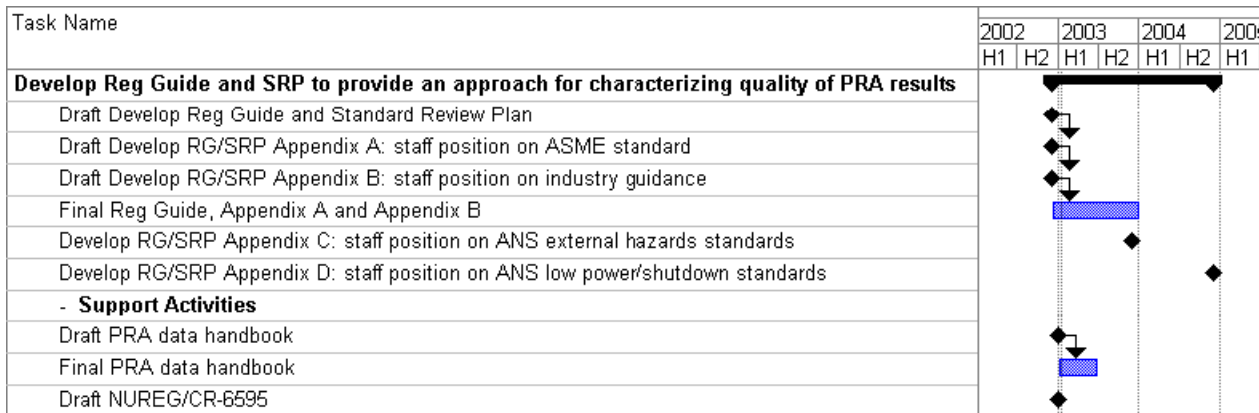 Task Name
2002 2003 2004 200
H1 H2 H1 H2 H1 H2 H1
Develop Reg Guide and SRP to provide an approach for characterizing quality of PRA results
Draft Develop Reg Guide and Standard Review Plan
Draft Develop RG/SRP Appendix A: staff position on ASME standard
Draft Develop RG/SRP Appendix B: staff position on industry guidance
Final Reg Guide, Appendix A and Appendix B
Develop RG/SRP Appendix C: staff position on ANS external hazards standards
Develop RG/SRP Appendix D: staff position on ANS low power/shutdown standards
- Support Activities
Draft PRA data handbook
Final PRA data handbook
Draft NUREG/CR-6595